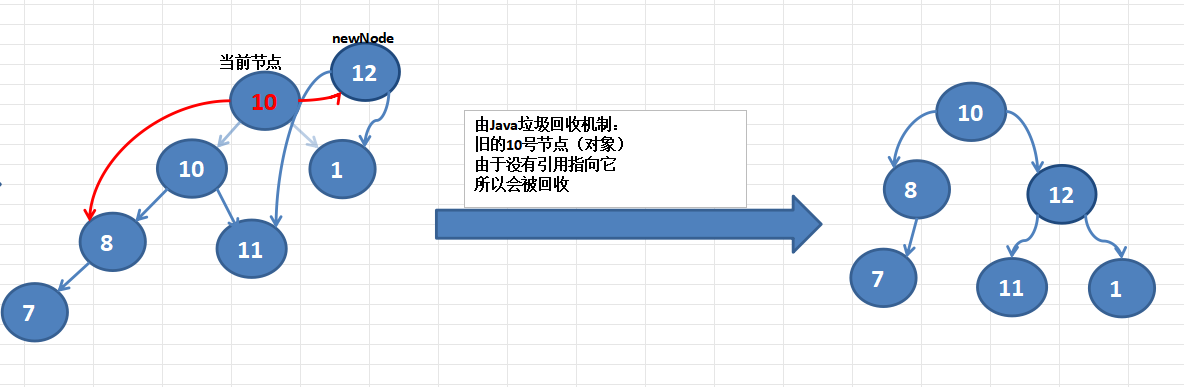 newNode
当前节点
12
10
10
1
8
11
7
由Java垃圾回收机制：
旧的10号节点（对象）
由于没有引用指向它
所以会被回收
10
8
12
7
11
1